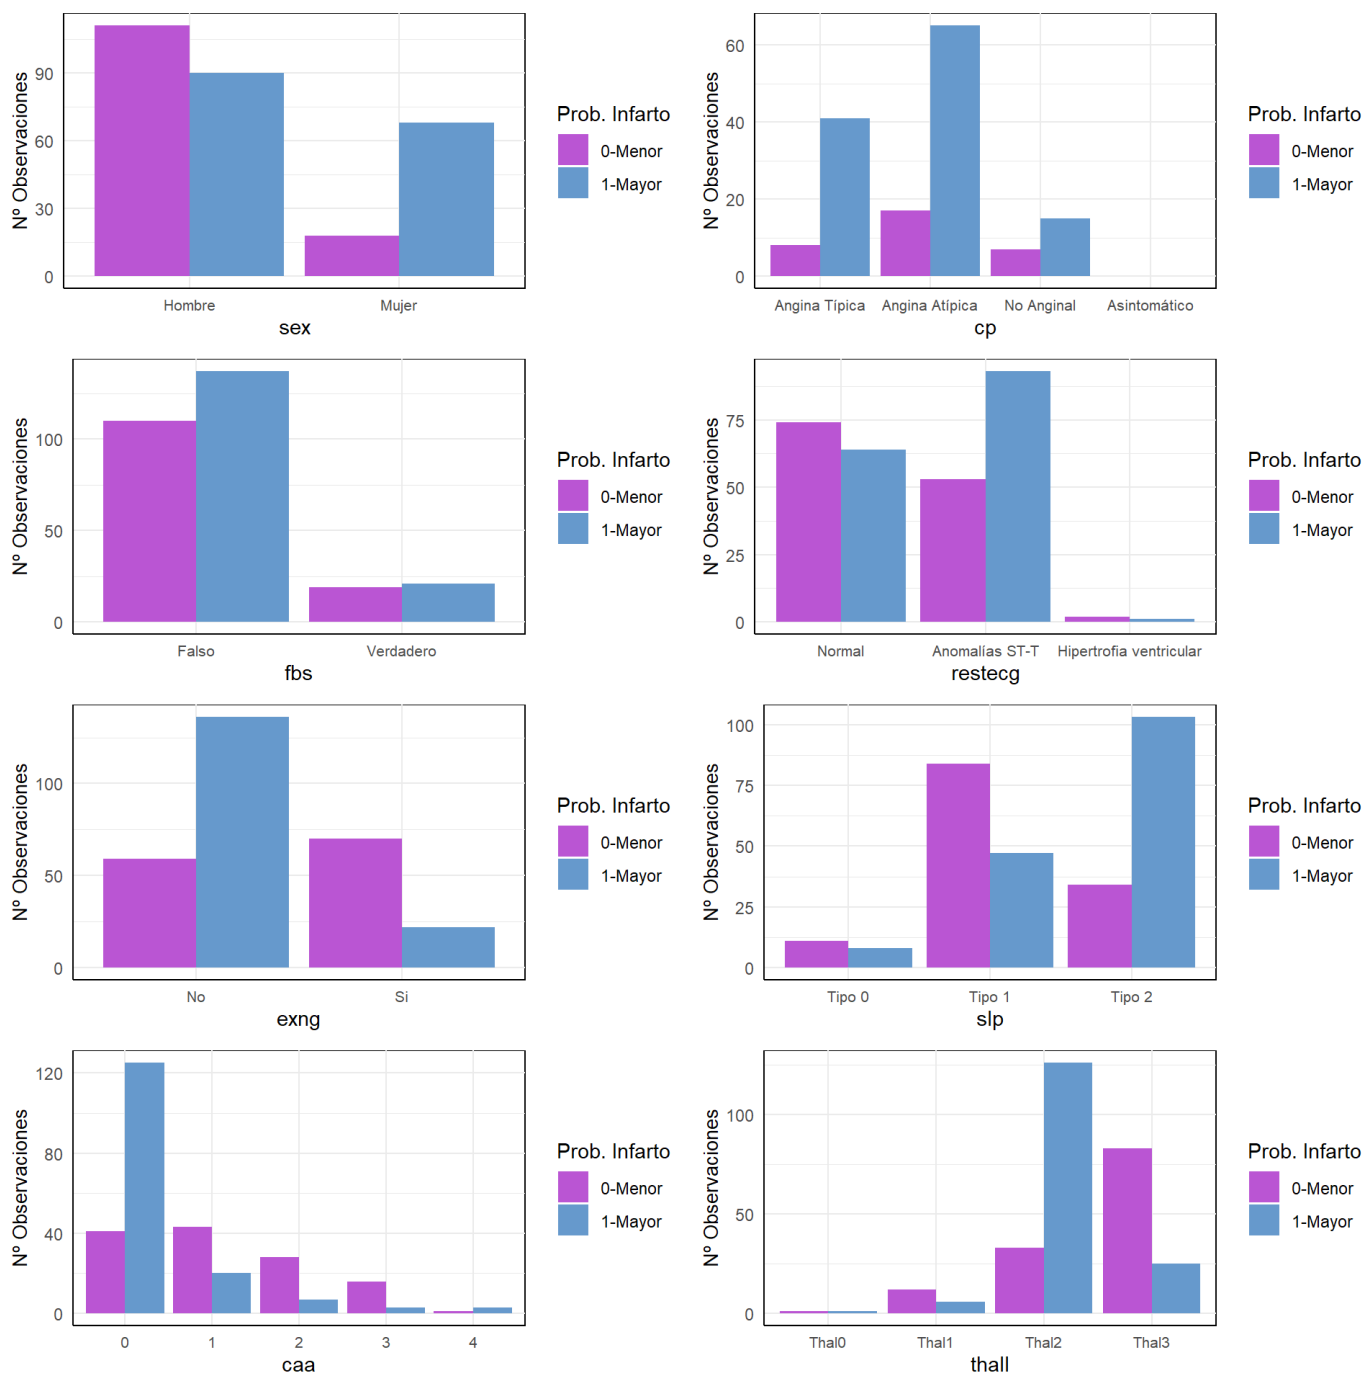 Nº Observaciones
90
60
30
0
Hombre
Mujer
sex
Prob. Infarto
0-Menor
1-Mayor
Nº Observaciones
60
40
20
0
Angina Típica
Angina Atípica
No Anginal
Asintomático
cp
Prob. Infarto
0-Menor
1-Mayor
Nº Observaciones
100
50
0
Falso
Verdadero
fbs
Prob. Infarto
0-Menor
1-Mayor
Nº Observaciones
75
50
25
0
Normal
Anomalías ST-T
Hipertrofia ventricular
restecg
Prob. Infarto
0-Menor
1-Mayor
Nº Observaciones
100
50
0
No
Si
exng
Prob. Infarto
0-Menor
1-Mayor
Nº Observaciones
100
75
50
25
0
Tipo 0
Tipo 1
Tipo 2
slp
Prob. Infarto
0-Menor
1-Mayor
Nº Observaciones
120
80
40
0
0
1
2
3
4
caa
Prob. Infarto
0-Menor
1-Mayor
Nº Observaciones
100
50
0
Thal0
Thal1
Thal2
Thal3
thall
Prob. Infarto
0-Menor
1-Mayor